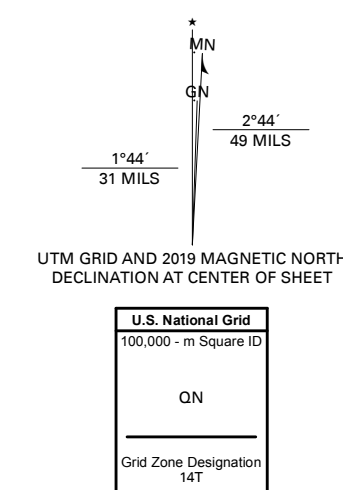 ★
MN
GN
2°44´
49 MILS
1°44´
31 MILS
UTM GRID AND 2019 MAGNETIC NORTH
DECLINATION AT CENTER OF SHEET
U.S. National Grid
100,000 - m Square ID
QN
Grid Zone Designation
14T